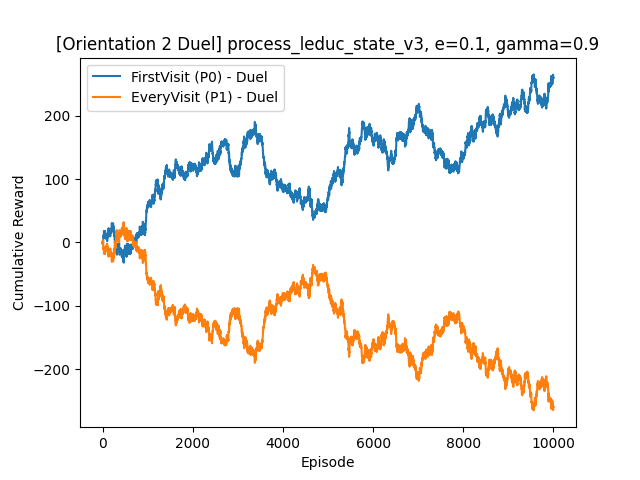 [Orientation 2 Duel] process_leduc_state_v3, e=0.1, gamma=0.9
FirstVisit (P0) - Duel
EveryVisit (P1) - Duel
200
100
0
−100
−200
Cumulative Reward
0 2000 4000 6000 8000 10000
Episode